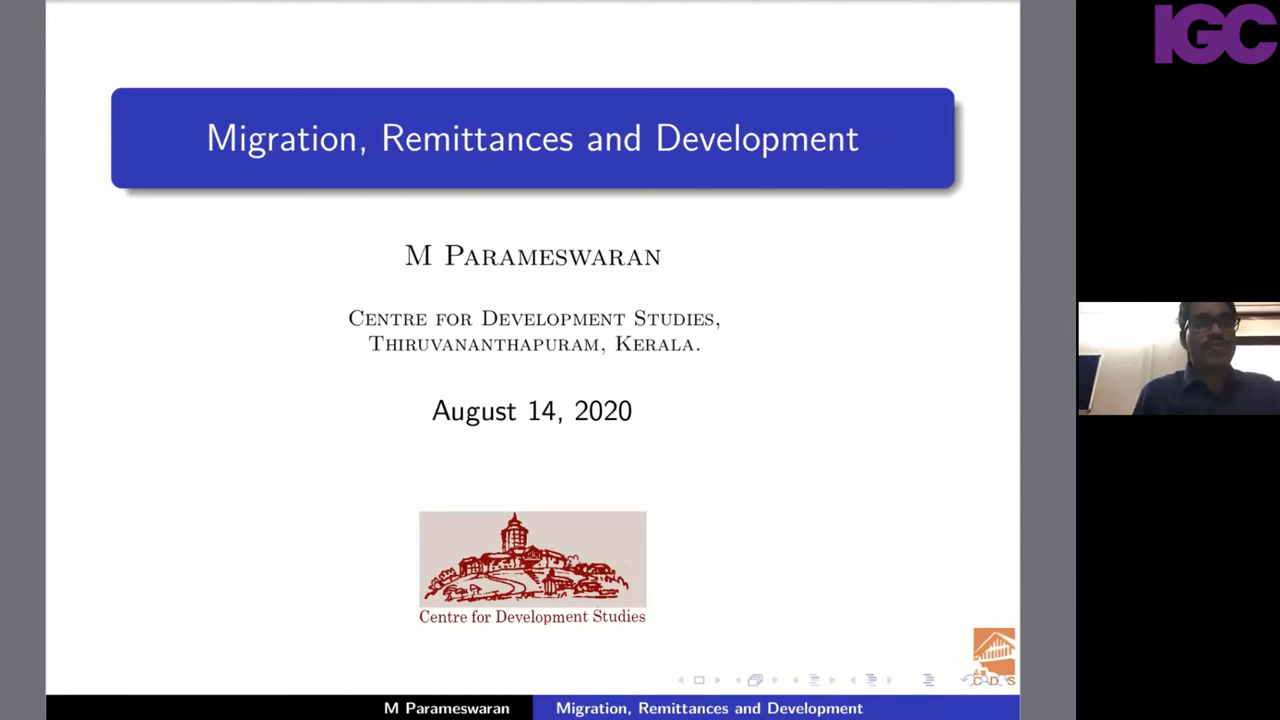 IGC
Migration, Remittances and Development
M PARAMESWARAN
CENTRE FOR DEVELOPMENT STUDIES,
THIRUVANANTHAPURAM, KERALA.
August 14, 2020
Centre for Development Studies
C D S
M Parameswaran
Migration, Remittances and Development